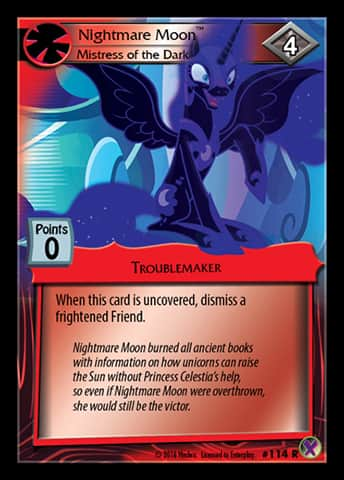 Nightmare Moon™
Mistress of the Dark
4
Points
0
Troublemaker
When this card is uncovered, dismiss a
frightened Friend.
Nightmare Moon burned all ancient books
with information on how unicorns can raise
the Sun without Princess Celestia's help,
so even if Nightmare Moon were overthrown,
she would still be the victor.
© 2016 Hasbro. Licensed to Enterplay. #114 R